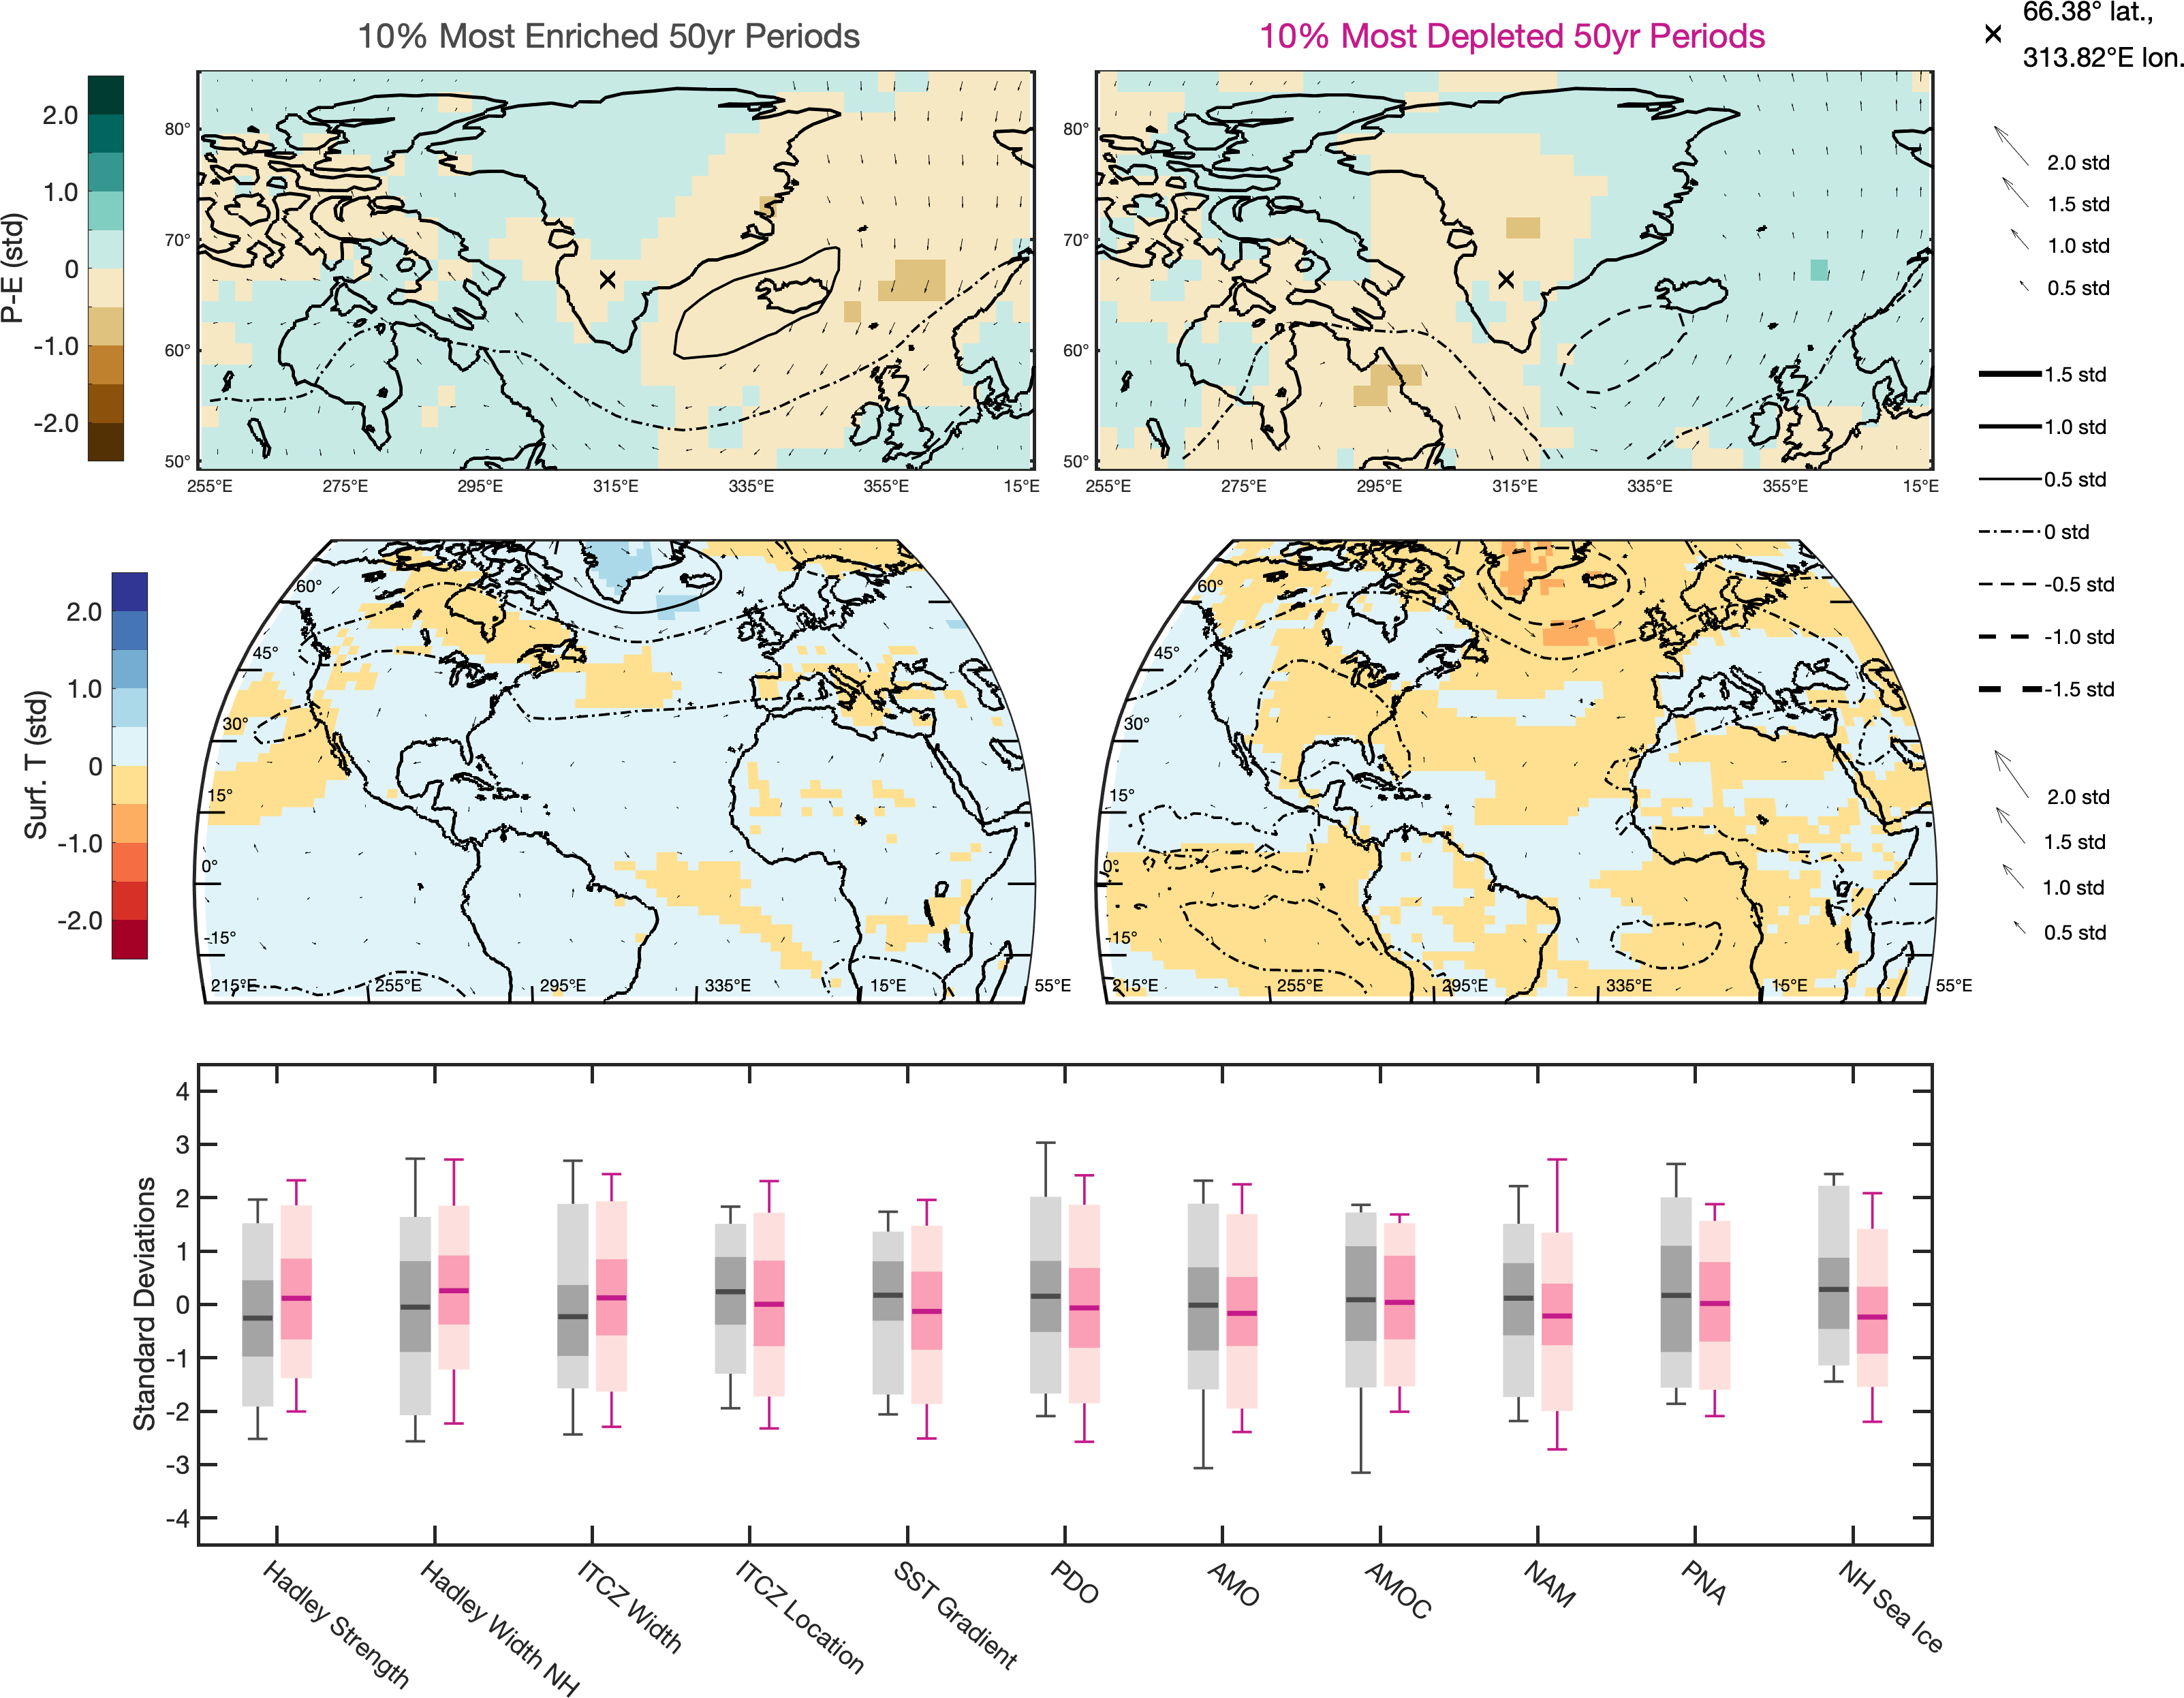 10% Most Enriched 50yr Periods
10% Most Depleted 50yr Periods
66.38° lat.,
313.82°E lon.
P-E (std)
2.0
1.0
0
-1.0
-2.0
80°
70°
60°
50°
255°E 275°E 295°E 315°E 335°E 355°E 15°E
80°
70°
60°
50°
255°E 275°E 295°E 315°E 335°E 355°E 15°E
2.0 std
1.5 std
1.0 std
0.5 std
1.5 std
1.0 std
0.5 std
0 std
-0.5 std
-1.0 std
-1.5 std
Surf. T (std)
2.0
1.0
0
-1.0
-2.0
60°
45°
30°
15°
0°
-15°
215°E 255°E 295°E 335°E 15°E 55°E
60°
45°
30°
15°
0°
-15°
215°E 255°E 295°E 335°E 15°E 55°E
2.0 std
1.5 std
1.0 std
0.5 std
Standard Deviations
4
3
2
1
0
-1
-2
-3
-4
Hadley Strength
Hadley Width NH
ITCZ Width
ITCZ Location
SST Gradient
PDO
AMO
AMOC
NAM
PNA
NH Sea Ice